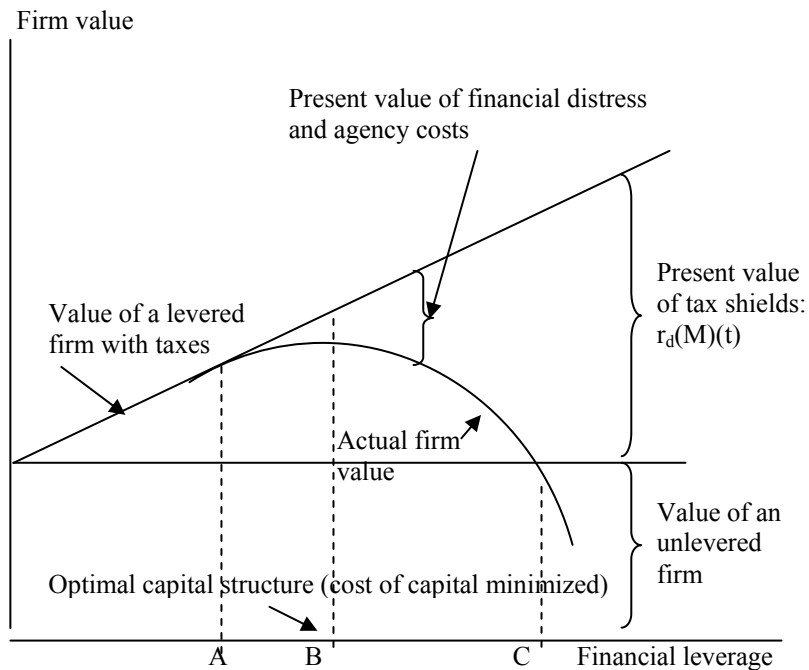 Firm value
Present value of financial distress
and agency costs
Value of a levered
firm with taxes
Present value
of tax shields:
r_d(M)(t)
Actual firm
value
Value of an
unlevered
firm
Optimal capital structure (cost of capital minimized)
A B C Financial leverage